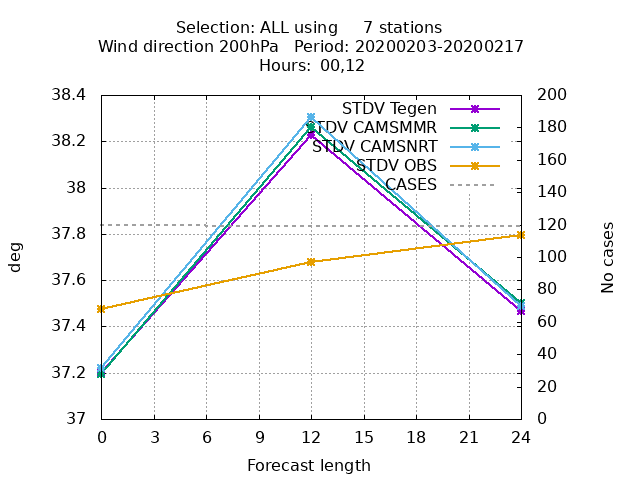 Selection: ALL using 7 stations
Wind direction 200hPa Period: 20200203-20200217
Hours: 00,12
38.4
38.2
38
37.8
37.6
37.4
37.2
37
200
180
160
140
120
100
80
60
40
20
0
STDV Tegen
STDV CAMSMMR
STDV CAMSNRT
STDV OBS
CASES
deg
No cases
0 3 6 9 12 15 18 21 24
Forecast length